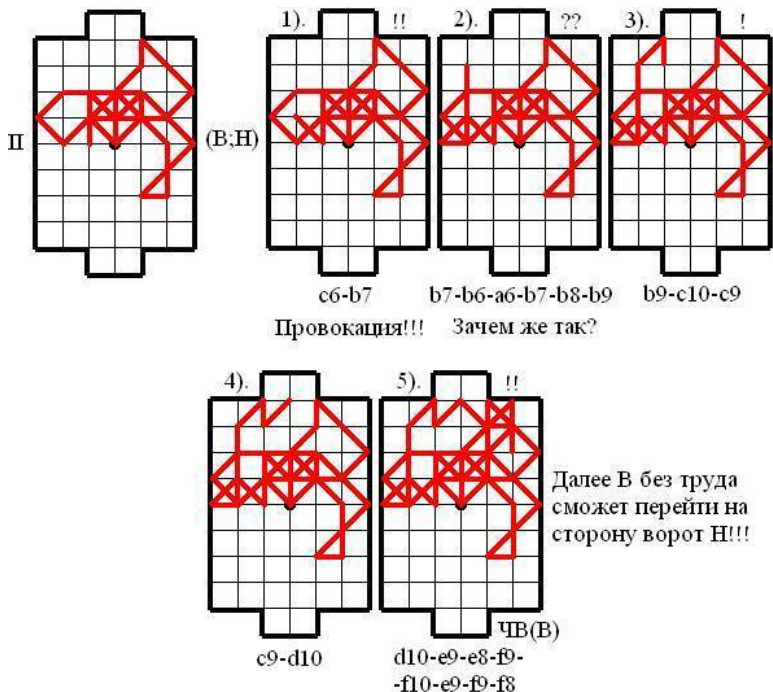 1). !! 2). ?? 3). !
П (В;Н)
c6-b7 b7-b6-a6-b7-b8-b9 b9-c10-c9
Провокация!!! Зачем же так?
4). 5). !!
Далее В без труда
сможет перейти на
сторону ворот Н!!!
ЧВ(В)
c9-d10 d10-e9-e8-f9-
-f10-e9-f9-f8